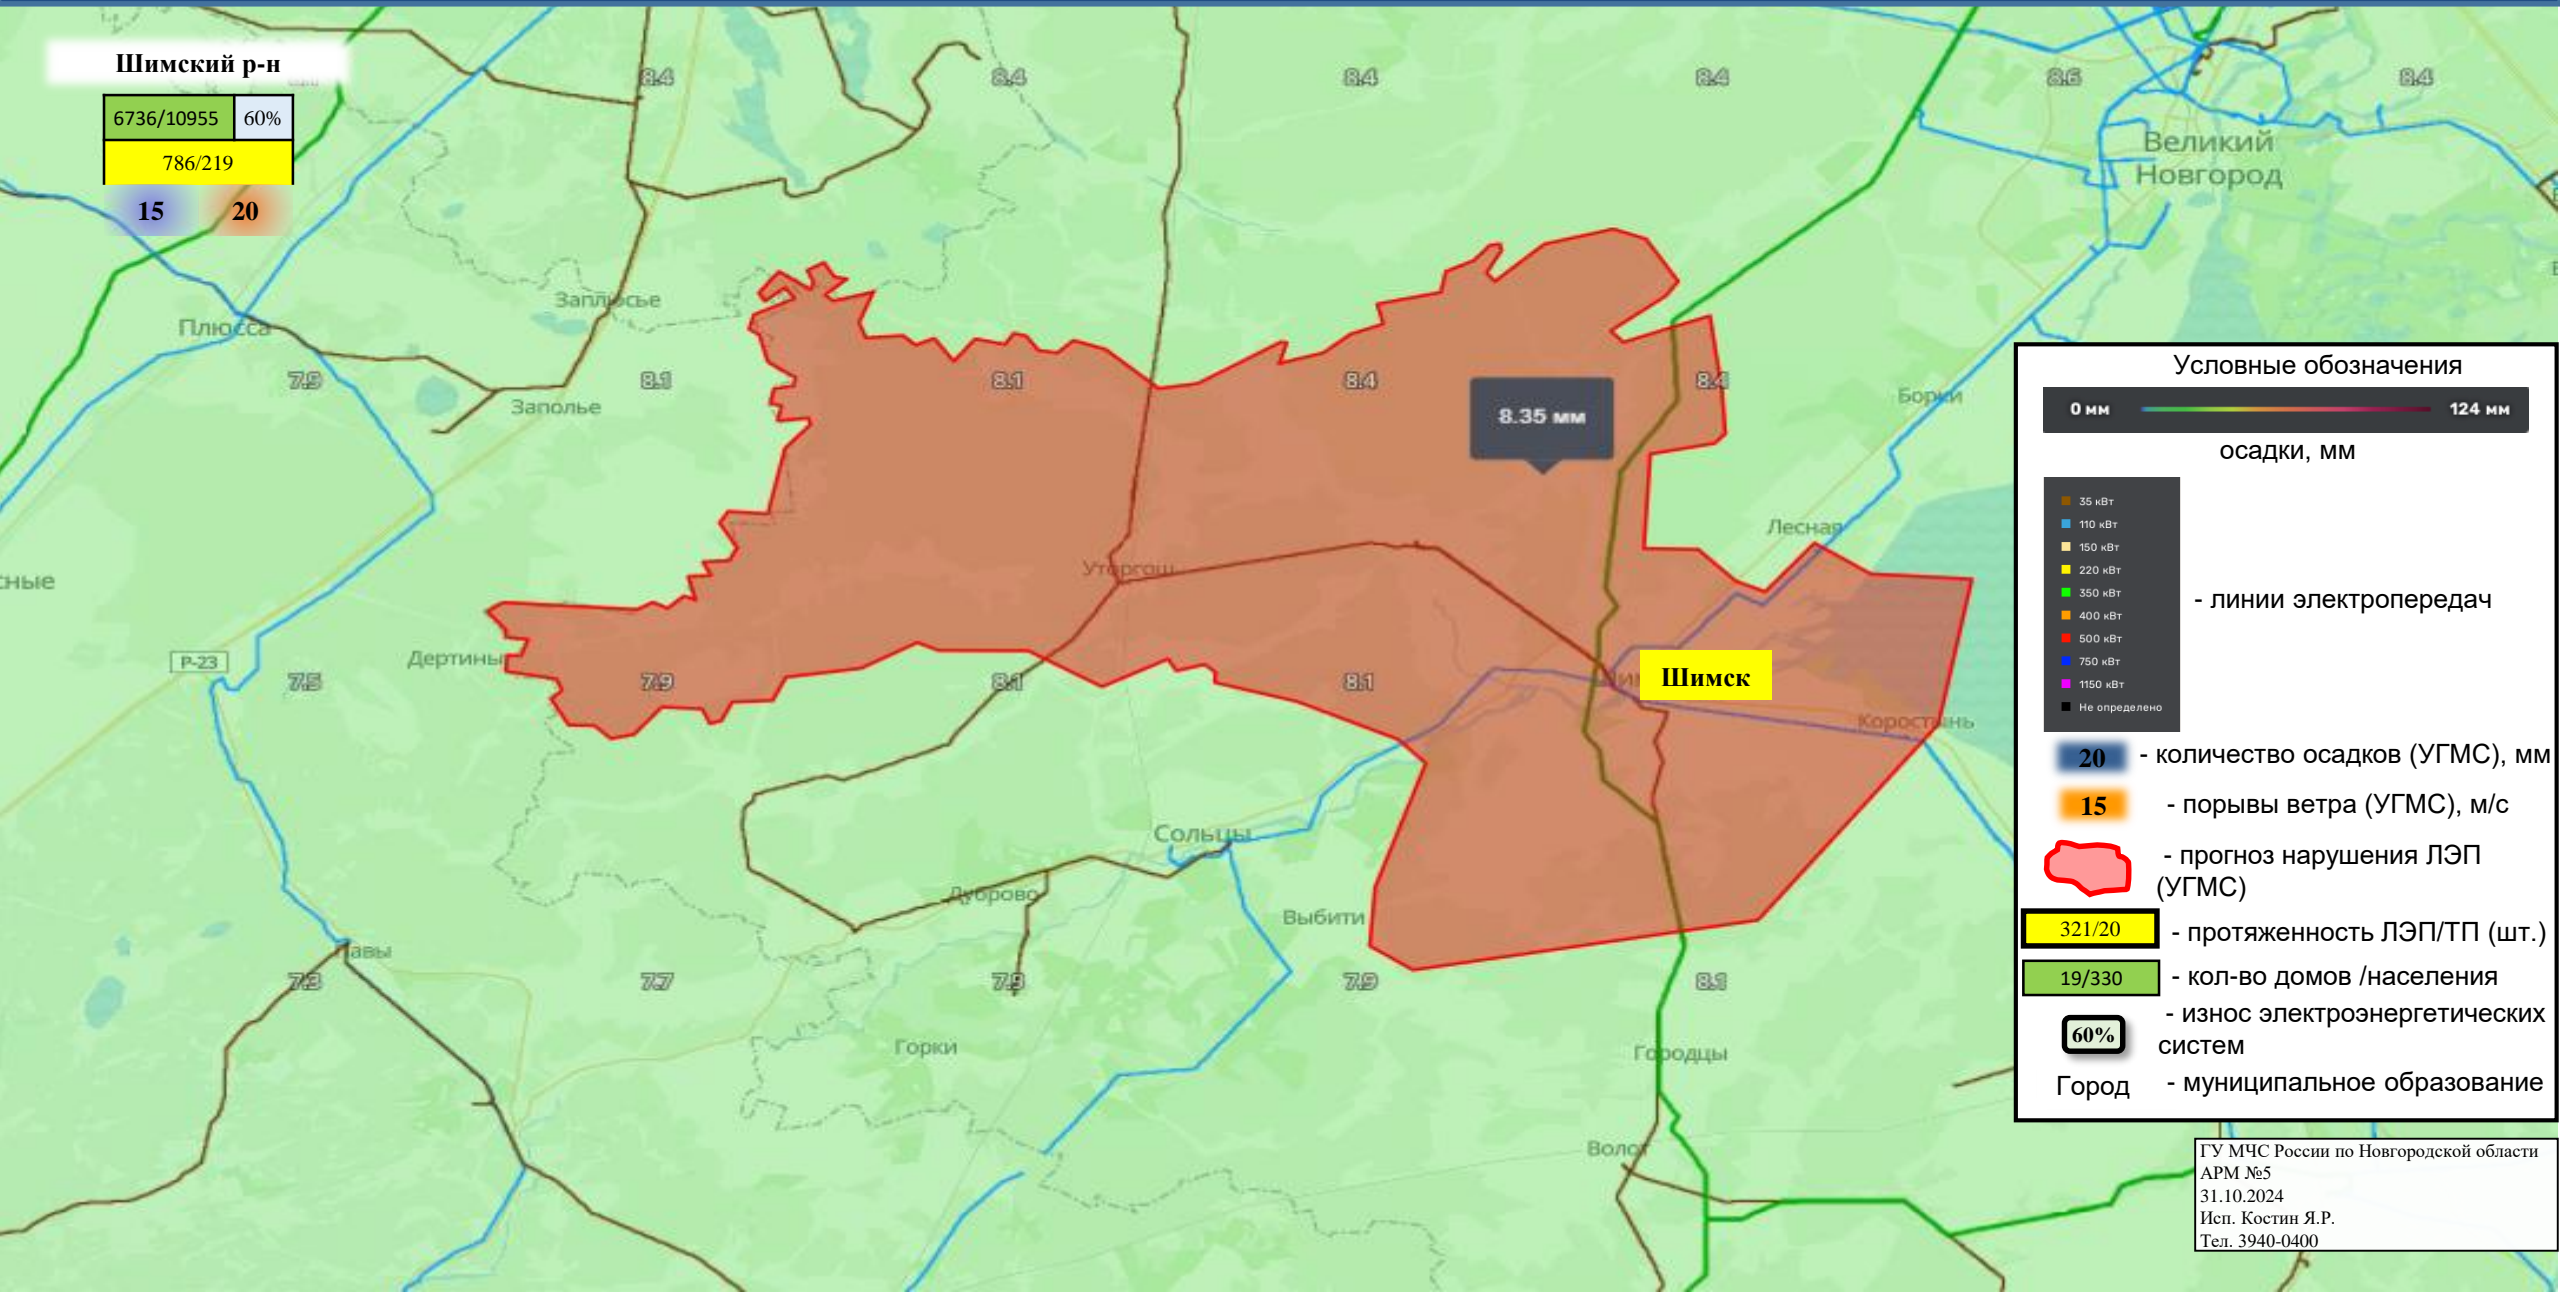 Шимский р-н
6736/10955 60%
786/219
15 20
8.4 8.4 8.4 8.4 8.6 8.4
Великий
Новгород
Заплюсье
Плюсса
7.9 8.1 8.1 8.4 8.4
Заполье
Борки
8.35 мм
Лесная
Уторгош
сные
Дертины
Р-23
7.5 7.9 8.1 8.1
Шимск
Коростынь
Сольцы
Дуброво
Выбити
Павы
7.3 7.7 7.9 7.9 8.1
Горки
Городцы
Волот
Условные обозначения
0 мм 124 мм
осадки, мм
35 кВт
110 кВт
150 кВт
220 кВт
350 кВт
400 кВт
500 кВт
750 кВт
1150 кВт
Не определено
- линии электропередач
20 - количество осадков (УГМС), мм
15 - порывы ветра (УГМС), м/с
- прогноз нарушения ЛЭП
(УГМС)
321/20 - протяженность ЛЭП/ТП (шт.)
19/330 - кол-во домов /населения
- износ электроэнергетических
60%
систем
Город - муниципальное образование
ГУ МЧС России по Новгородской области
АРМ №5
31.10.2024
Исп. Костин Я.Р.
Тел. 3940-0400